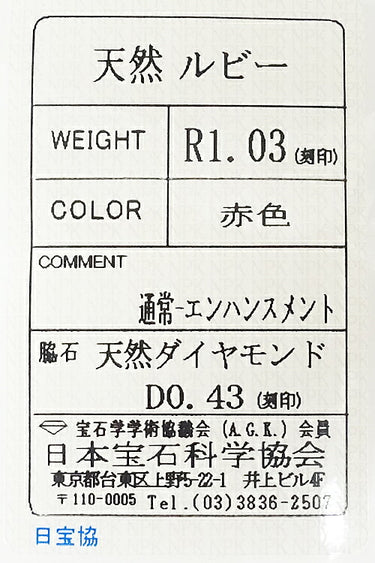 天然 ルビー
WEIGHT R1.03 (刻印)
COLOR 赤色
COMMENT
通常-エンハンスメント
脇石 天然ダイヤモンド
D0.43 (刻印)
宝石学学術協議会 (A.G.K.) 会員
日本宝石科学協会
東京都台東区上野5-22-1 井上ビル4F
〒110-0005 Tel.(03)3836-2507
日宝協